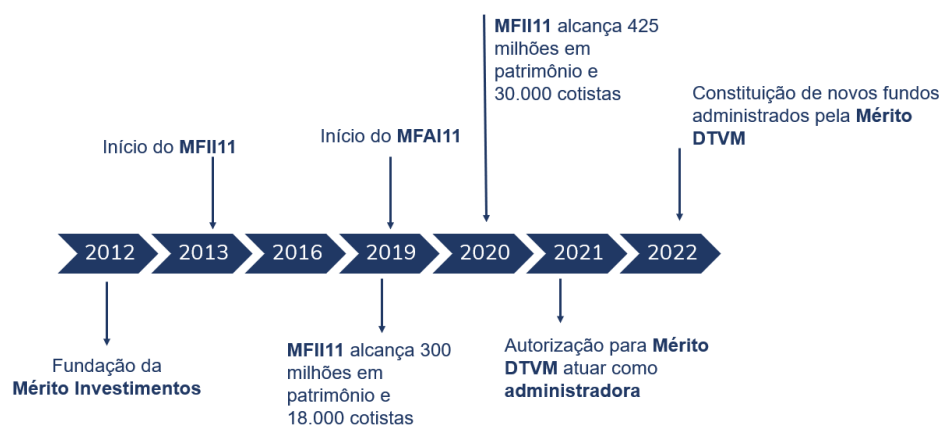 MFII11 alcança 425
milhões em
patrimônio e
30.000 cotistas
Constituição de novos fundos
administrados pela Mérito
DTVM
Início do MFII11
Início do MFAI11
2012
2013
2016
2019
2020
2021
2022
Fundação da
Mérito Investimentos
MFII11 alcança 300
milhões em
patrimônio e
18.000 cotistas
Autorização para Mérito
DTVM atuar como
administradora